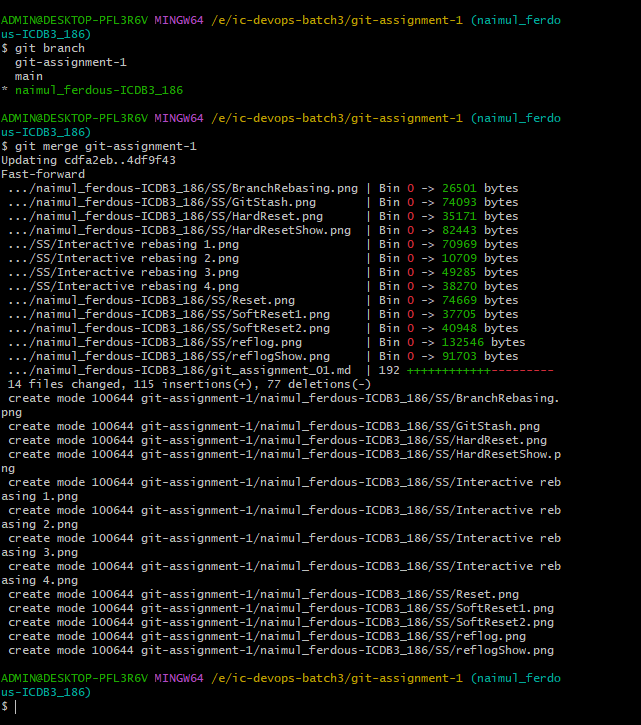 ADMIN@DESKTOP-PFL3R6V MINGW64 /e/ic-devops-batch3/git-assignment-1 (naimul_ferdo
us-ICDB3_186)
$ git branch
  git-assignment-1
  main
* naimul_ferdous-ICDB3_186

ADMIN@DESKTOP-PFL3R6V MINGW64 /e/ic-devops-batch3/git-assignment-1 (naimul_ferdo
us-ICDB3_186)
$ git merge git-assignment-1
Updating cdfa2eb..4df9f43
Fast-forward
 .../naimul_ferdous-ICDB3_186/SS/BranchRebasing.png | Bin 0 -> 26501 bytes
 .../naimul_ferdous-ICDB3_186/SS/GitStash.png       | Bin 0 -> 74093 bytes
 .../naimul_ferdous-ICDB3_186/SS/HardReset.png      | Bin 0 -> 35171 bytes
 .../naimul_ferdous-ICDB3_186/SS/HardResetShow.png  | Bin 0 -> 82443 bytes
 .../SS/Interactive rebasing 1.png                  | Bin 0 -> 70969 bytes
 .../SS/Interactive rebasing 2.png                  | Bin 0 -> 10709 bytes
 .../SS/Interactive rebasing 3.png                  | Bin 0 -> 49285 bytes
 .../SS/Interactive rebasing 4.png                  | Bin 0 -> 38270 bytes
 .../naimul_ferdous-ICDB3_186/SS/Reset.png          | Bin 0 -> 74669 bytes
 .../naimul_ferdous-ICDB3_186/SS/SoftReset1.png     | Bin 0 -> 37705 bytes
 .../naimul_ferdous-ICDB3_186/SS/SoftReset2.png     | Bin 0 -> 40948 bytes
 .../naimul_ferdous-ICDB3_186/SS/reflog.png         | Bin 0 -> 132546 bytes
 .../naimul_ferdous-ICDB3_186/SS/reflogShow.png     | Bin 0 -> 91703 bytes
 .../naimul_ferdous-ICDB3_186/git_assignment_01.md  | 192 ++++++++++++---------
 14 files changed, 115 insertions(+), 77 deletions(-)
 create mode 100644 git-assignment-1/naimul_ferdous-ICDB3_186/SS/BranchRebasing.
png
 create mode 100644 git-assignment-1/naimul_ferdous-ICDB3_186/SS/GitStash.png
 create mode 100644 git-assignment-1/naimul_ferdous-ICDB3_186/SS/HardReset.png
 create mode 100644 git-assignment-1/naimul_ferdous-ICDB3_186/SS/HardResetShow.p
ng
 create mode 100644 git-assignment-1/naimul_ferdous-ICDB3_186/SS/Interactive reb
asing 1.png
 create mode 100644 git-assignment-1/naimul_ferdous-ICDB3_186/SS/Interactive reb
asing 2.png
 create mode 100644 git-assignment-1/naimul_ferdous-ICDB3_186/SS/Interactive reb
asing 3.png
 create mode 100644 git-assignment-1/naimul_ferdous-ICDB3_186/SS/Interactive reb
asing 4.png
 create mode 100644 git-assignment-1/naimul_ferdous-ICDB3_186/SS/Reset.png
 create mode 100644 git-assignment-1/naimul_ferdous-ICDB3_186/SS/SoftReset1.png
 create mode 100644 git-assignment-1/naimul_ferdous-ICDB3_186/SS/SoftReset2.png
 create mode 100644 git-assignment-1/naimul_ferdous-ICDB3_186/SS/reflog.png
 create mode 100644 git-assignment-1/naimul_ferdous-ICDB3_186/SS/reflogShow.png

ADMIN@DESKTOP-PFL3R6V MINGW64 /e/ic-devops-batch3/git-assignment-1 (naimul_ferdo
us-ICDB3_186)
$